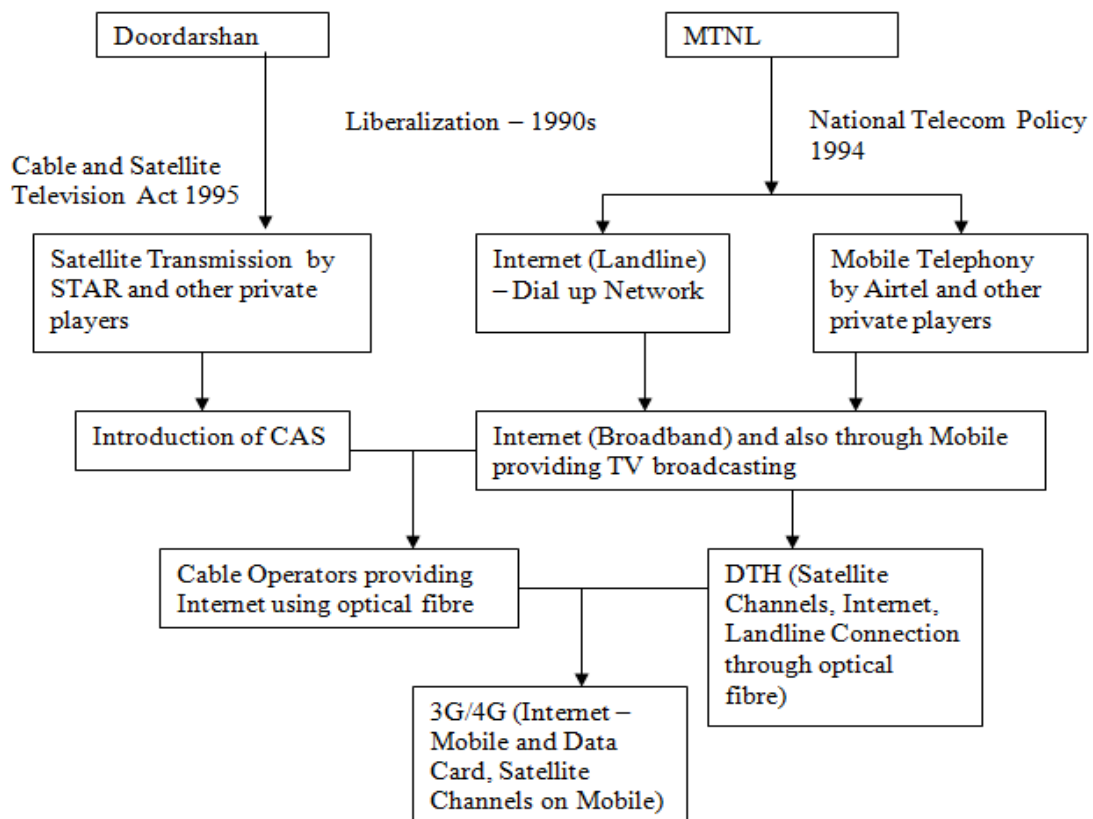 Doordarshan
MTNL
Liberalization – 1990s
National Telecom Policy
1994
Cable and Satellite
Television Act 1995
Satellite Transmission by
STAR and other private
players
Internet (Landline)
– Dial up Network
Mobile Telephony
by Airtel and other
private players
Introduction of CAS
Internet (Broadband) and also through Mobile
providing TV broadcasting
Cable Operators providing
Internet using optical fibre
DTH (Satellite
Channels, Internet,
Landline Connection
through optical
fibre)
3G/4G (Internet –
Mobile and Data
Card, Satellite
Channels on Mobile)